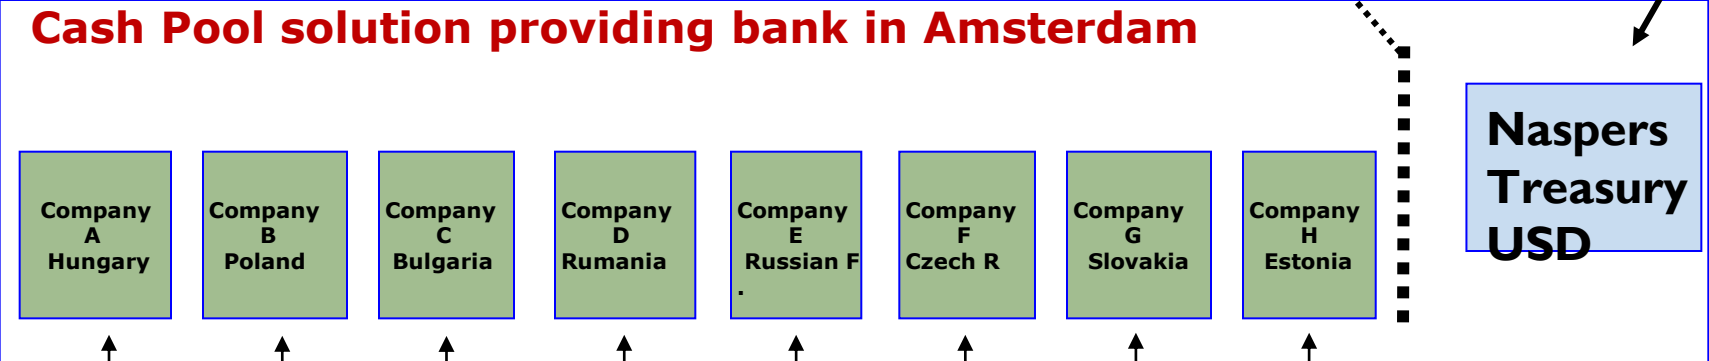 Cash Pool solution providing bank in Amsterdam
Company
A
Hungary
Company
B
Poland
Company
C
Bulgaria
Company
D
Rumania
Company
E
Russian F
.
Company
F
Czech R
Company
G
Slovakia
Company
H
Estonia
Naspers
Treasury
USD